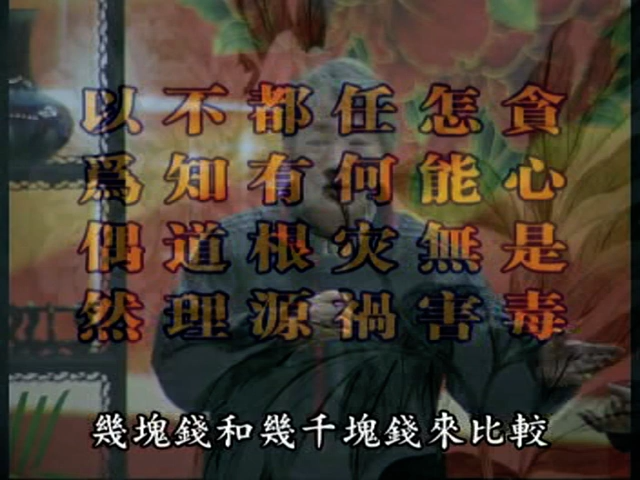 貪心是毒
怎能無害
任何灾禍
都有根源
不知道理
以爲偶然
幾塊錢和幾千塊錢來比較